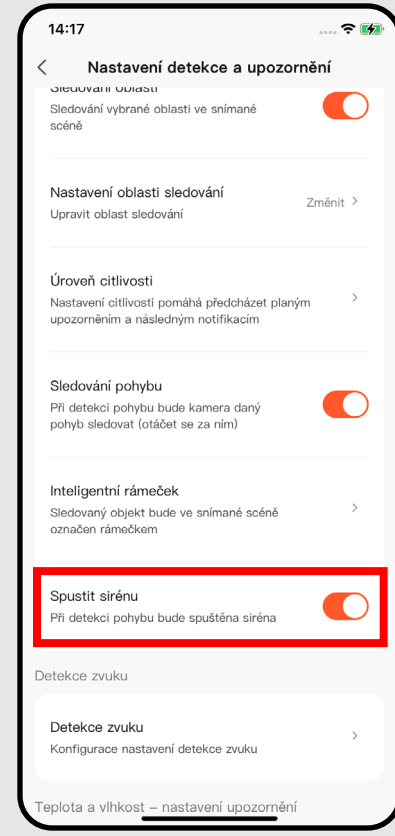 14:17
Nastavení detekce a upozornění
Sledování oblasti
Sledování vybrané oblasti ve snímané
scéně
Nastavení oblasti sledování
Upravit oblast sledování
Změnit
Úroveň citlivosti
Nastavení citlivosti pomáhá předcházet planým
upozorněním a následným notifikacím
Sledování pohybu
Při detekci pohybu bude kamera daný
pohyb sledovat (otáčet se za ním)
Inteligentní rámeček
Sledovaný objekt bude ve snímané scéně
označen rámečkem
Spustit sirénu
Při detekci pohybu bude spuštěna siréna
Detekce zvuku
Detekce zvuku
Konfigurace nastavení detekce zvuku
Teplota a vlhkost – nastavení upozornění